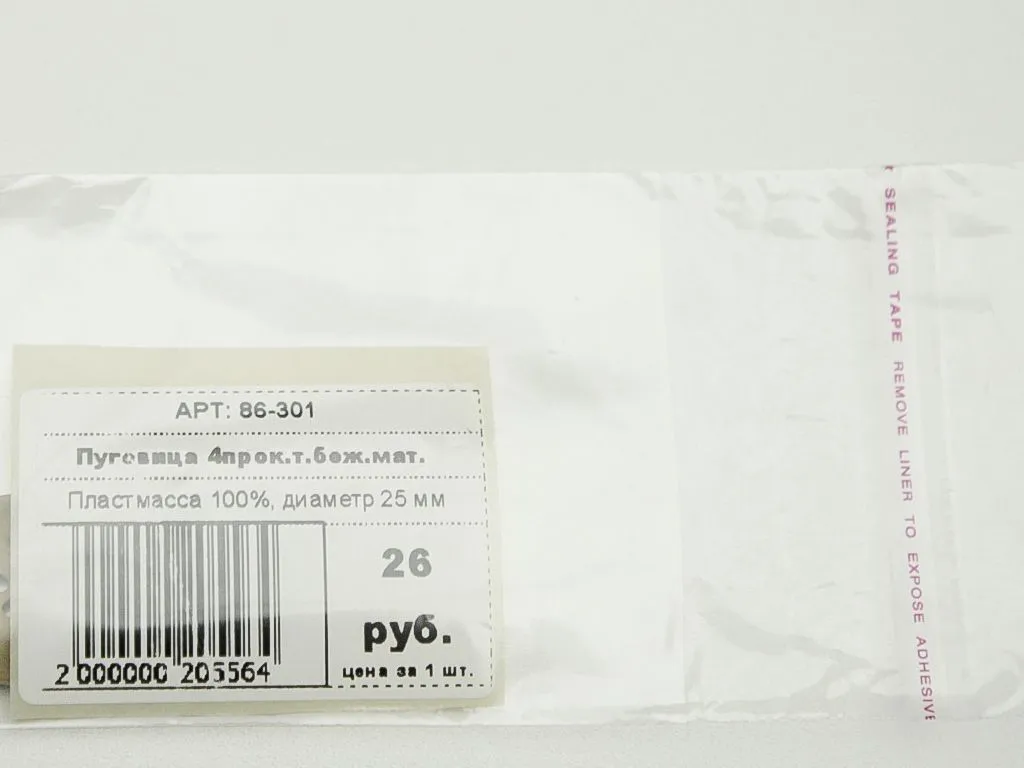 АРТ: 86-301
Пуговица 4прок.т.беж.мат.
Пластмасса 100%, диаметр 25 мм
26
руб.
цена за 1 шт.
2 000000 205564
SEALING TAPE REMOVE LINER TO EXPOSE ADHESIVE